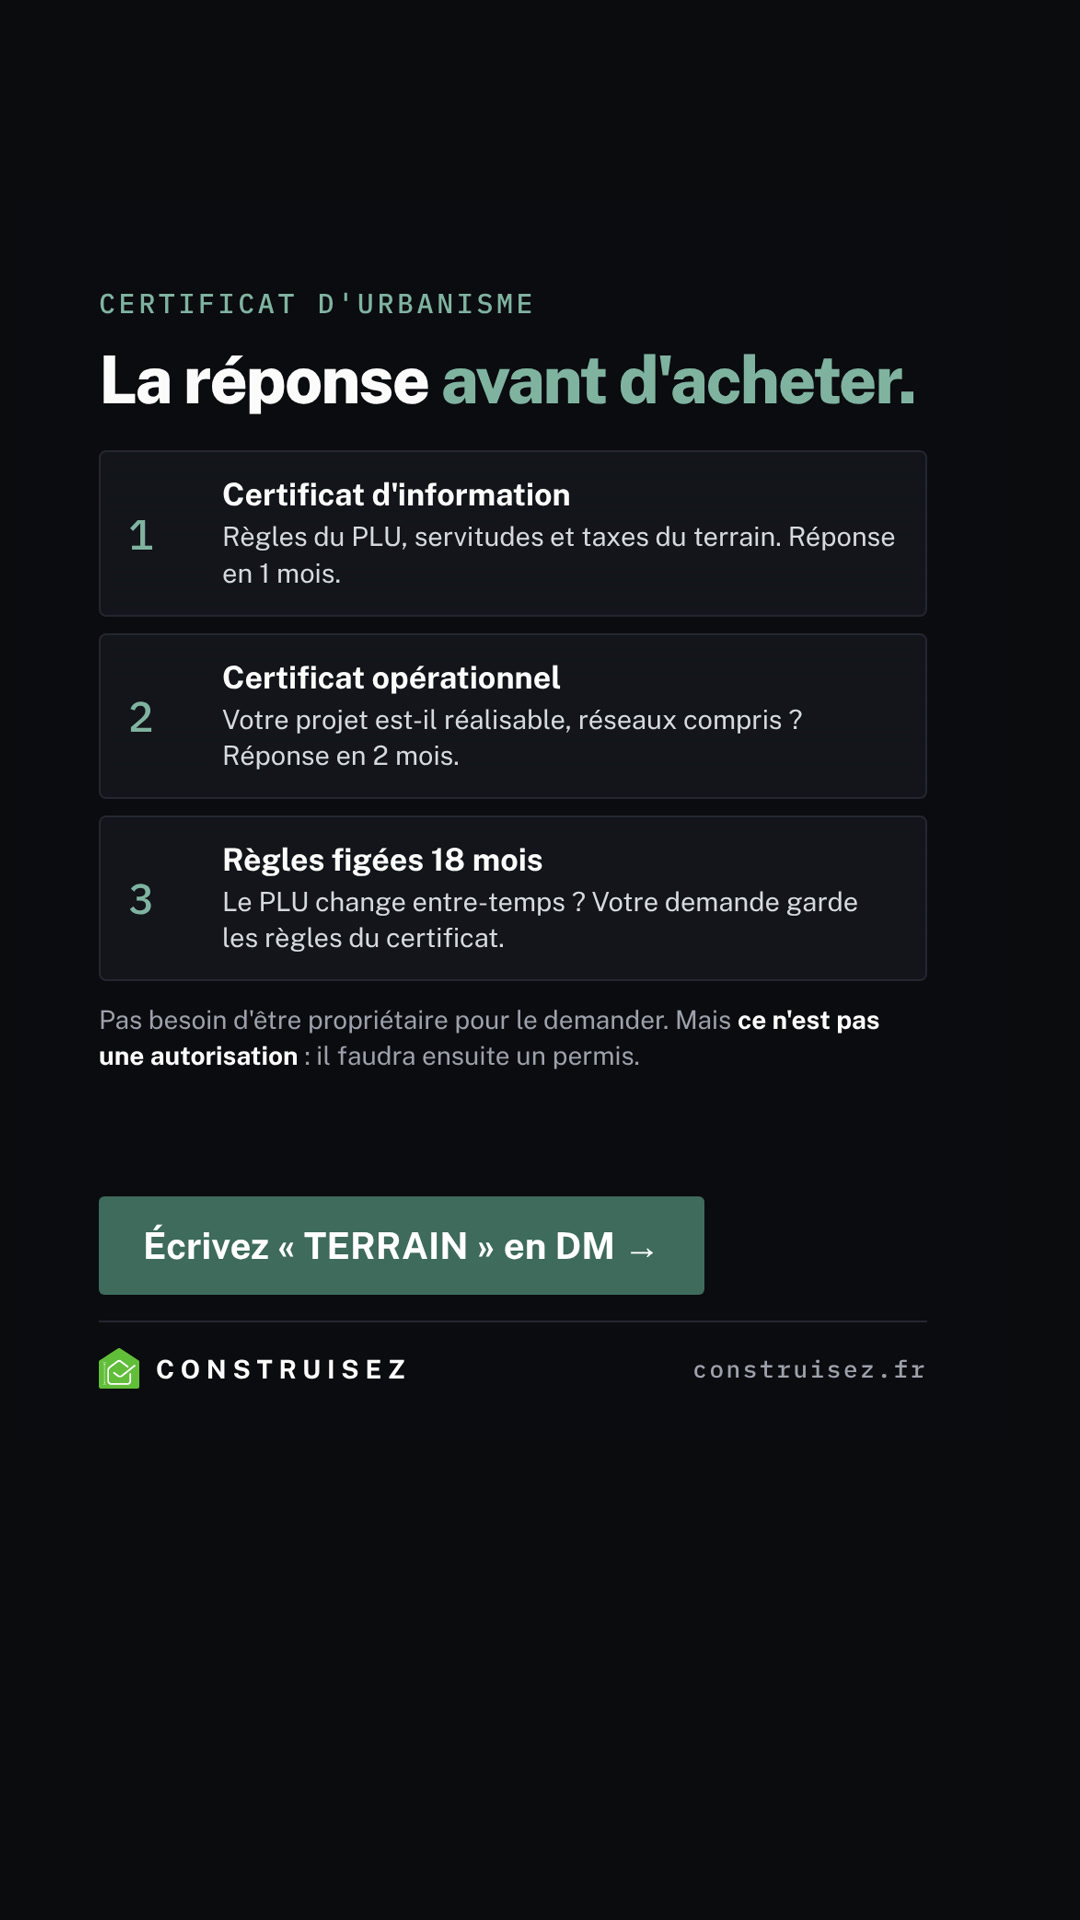 CERTIFICAT D'URBANISME
La réponse avant d'acheter.
1
Certificat d'information
Règles du PLU, servitudes et taxes du terrain. Réponse
en 1 mois.
2
Certificat opérationnel
Votre projet est-il réalisable, réseaux compris ?
Réponse en 2 mois.
3
Règles figées 18 mois
Le PLU change entre-temps ? Votre demande garde
les règles du certificat.
Pas besoin d'être propriétaire pour le demander. Mais ce n'est pas
une autorisation : il faudra ensuite un permis.
Écrivez « TERRAIN » en DM →
CONSTRUISEZ
construisez.fr